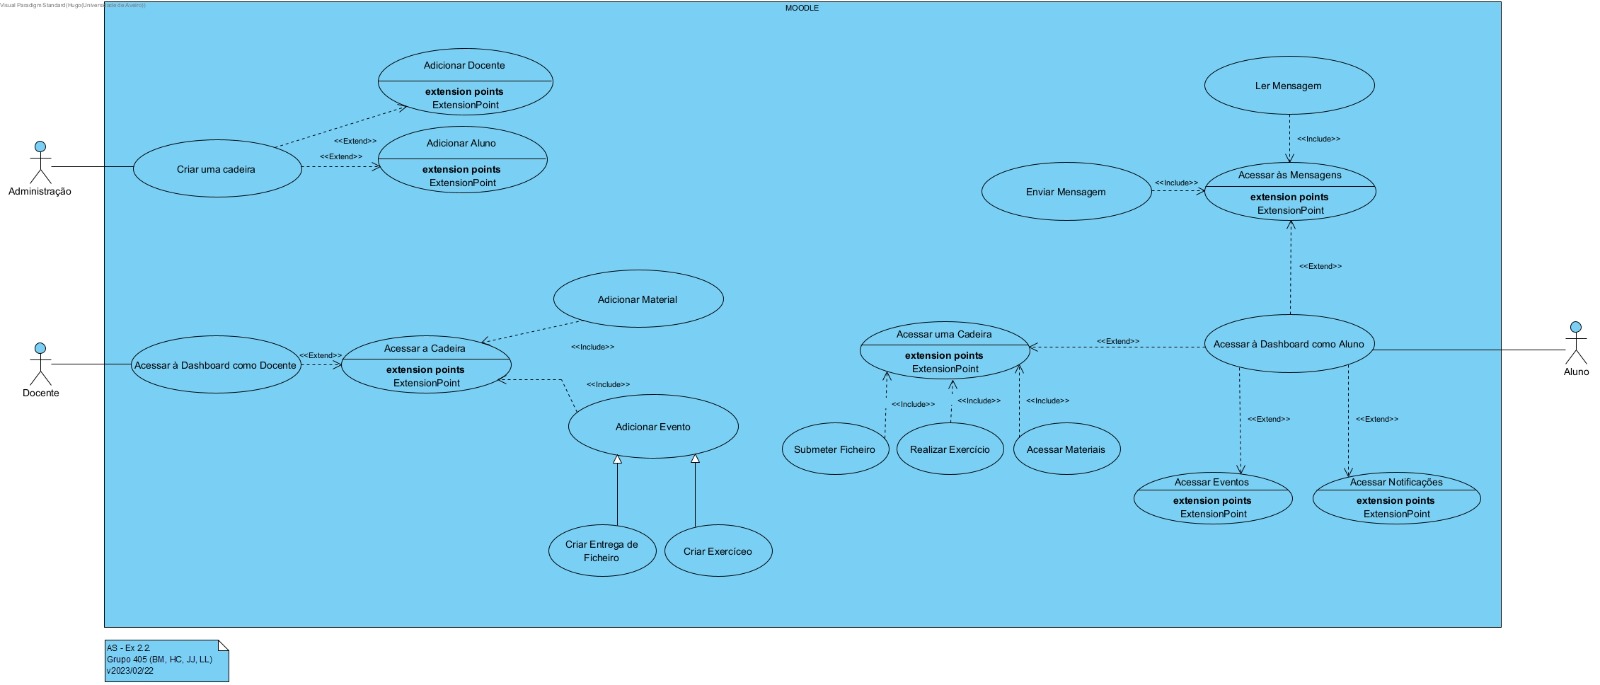 Visual Paradigm Standard(Hugo(Universidade de Aveiro))
MOODLE
Adicionar Docente
extension points
ExtensionPoint
Ler Mensagem
<<Extend>>
<<Include>>
Adicionar Aluno
extension points
ExtensionPoint
<<Extend>>
Criar uma cadeira
Administração
Enviar Mensagem
<<Include>>
Acessar às Mensagens
extension points
ExtensionPoint
<<Extend>>
Adicionar Material
<<Include>>
Acessar à Dashboard como Docente
Docente
<<Extend>>
Acessar a Cadeira
extension points
ExtensionPoint
<<Include>>
Adicionar Evento
Criar Entrega de
Ficheiro
Criar Exercíceo
Acessar uma Cadeira
extension points
ExtensionPoint
<<Extend>>
Acessar à Dashboard como Aluno
Aluno
<<Include>>
<<Include>>
<<Include>>
Submeter Ficheiro
Realizar Exercício
Acessar Materiais
<<Extend>>
<<Extend>>
Acessar Eventos
extension points
ExtensionPoint
Acessar Notificações
extension points
ExtensionPoint
AS - Ex 2.2
Grupo 405 (BM, HC, JJ, LL)
v2023/02/22